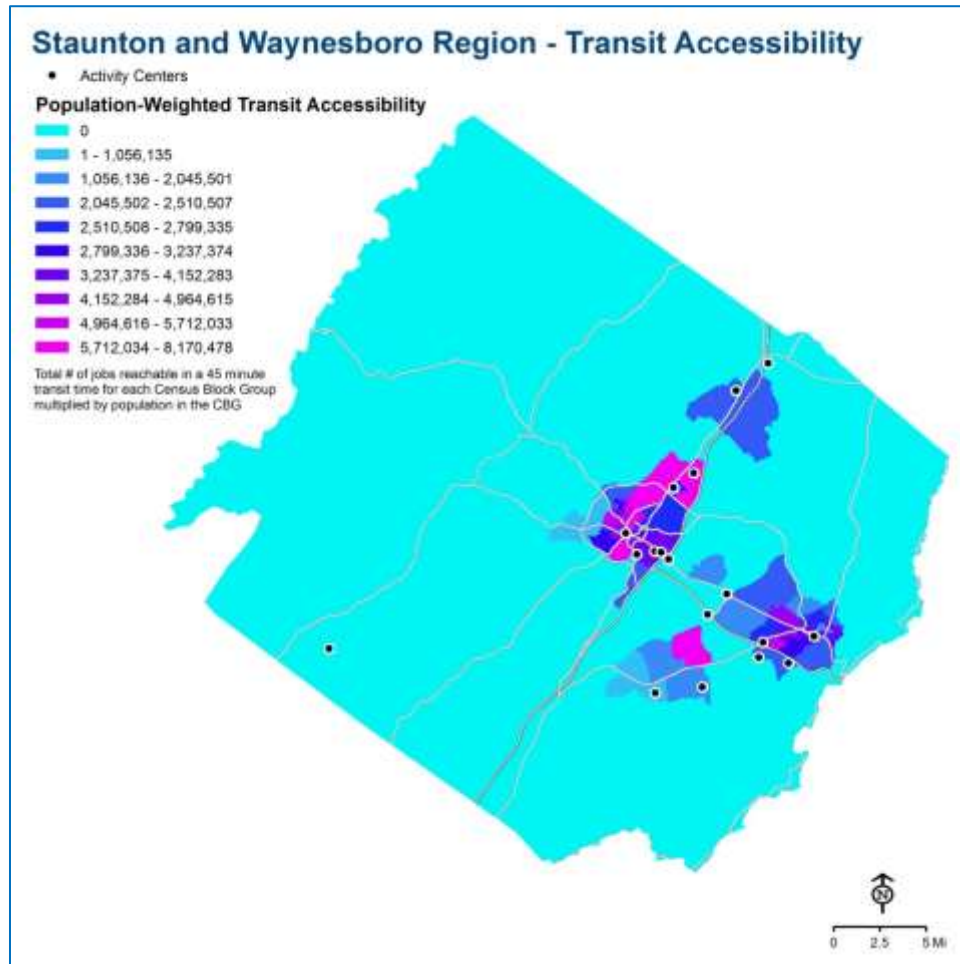 Staunton and Waynesboro Region - Transit Accessibility
Activity Centers
Population-Weighted Transit Accessibility
0
1 - 1,056,135
1,056,136 - 2,045,501
2,045,502 - 2,510,507
2,510,508 - 2,799,335
2,799,336 - 3,237,374
3,237,375 - 4,152,283
4,152,284 - 4,964,615
4,964,616 - 5,712,033
5,712,034 - 8,170,478
Total # of jobs reachable in a 45 minute
transit time for each Census Block Group
multiplied by population in the CBG
N
0 2.5 5 Mi